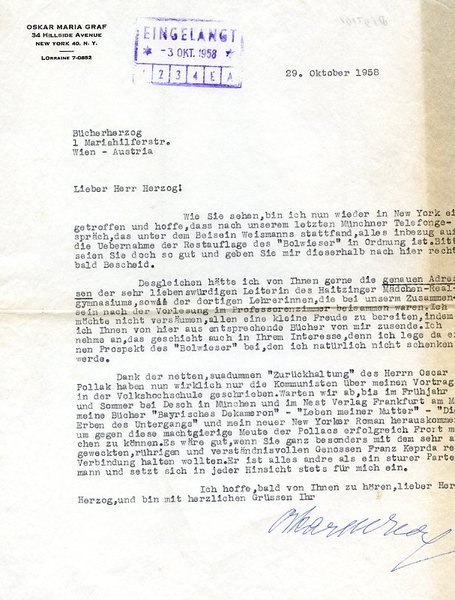 OSKAR MARIA GRAF
34 HILLSIDE AVENUE
NEW YORK 40, N. Y.
LORRAINE 7-0852
EINGELANGT
* -3 OKT. 1958 *
1 2 3 4 E A
29. Oktober 1958
Bücherherzog
1 Mariahilferstr.
Wien - Austria
Lieber Herr Herzog!
Wie Sie sehen,bin ich nun wieder in New York ei
getroffen und hoffe,dass nach unserem letzten Münchner Telefonge-
spräch,das unter dem Beisein Weismanns stattfand,alles inbezug auf
die Uebernahme der Restauflage des "Bolwieser" in Ordnung ist.Bitt
seien Sie doch so gut und geben Sie mir dieserhalb nach hier recht
bald Bescheid.
Desgleichen hätte ich von Ihnen gerne die genauen Adres
sen der sehr liebenswürdigen Leiterin des Haitzinger Mädchen-Real-
gymnasiums,sowie der dortigen Lehrerinnen,die bei unserm Zusammen-
sein nach der Vorlesung im Professorenzimmer beisammen waren.Ich
möchte nicht versäumen,allen eine kleine Freude zu bereiten,indem
ich Ihnen von hier aus entsprechende Bücher von mir zusende.Ich
nehme an,das geschieht auch in Ihrem Interesse,denn ich lege da ei
nen Prospekt des "Bolwieser" bei,den ich natürlich nicht schenken
werde.
Dank der netten,suadummen "Zurückhaltung" des Herrn Oscar
Pollak haben nun wirklich nur die Kommunisten über meinen Vortrag
in der Volkshochschule geschrieben.Warten wir ab,bis im Frühjahr
und Sommer bei Desch in München und im Nest Verlag Frankfurt am M
meine Bücher "Bayrisches Dekameron" - "Leben meiner Mutter" - "Die
Erben des Untergangs" und mein neuer New Yorker Roman herauskomme
um gegen diese machtgierige Meute der Pollacs erfolgreich Front m
chen zu können.Es wäre gut,wenn Sie ganz besonders mit dem sehr a
geweckten,rührigen und verständnisvollen Genossen Franz Keprda re
Verbindung halten wollten.Er ist alles andre als ein sturer Parte
mann und setzt sich in jeder Hinsicht stets für mich ein.
Ich hoffe,bald von Ihnen zu hören,lieber Her
Herzog,und bin mit herzlichen Grüssen Ihr